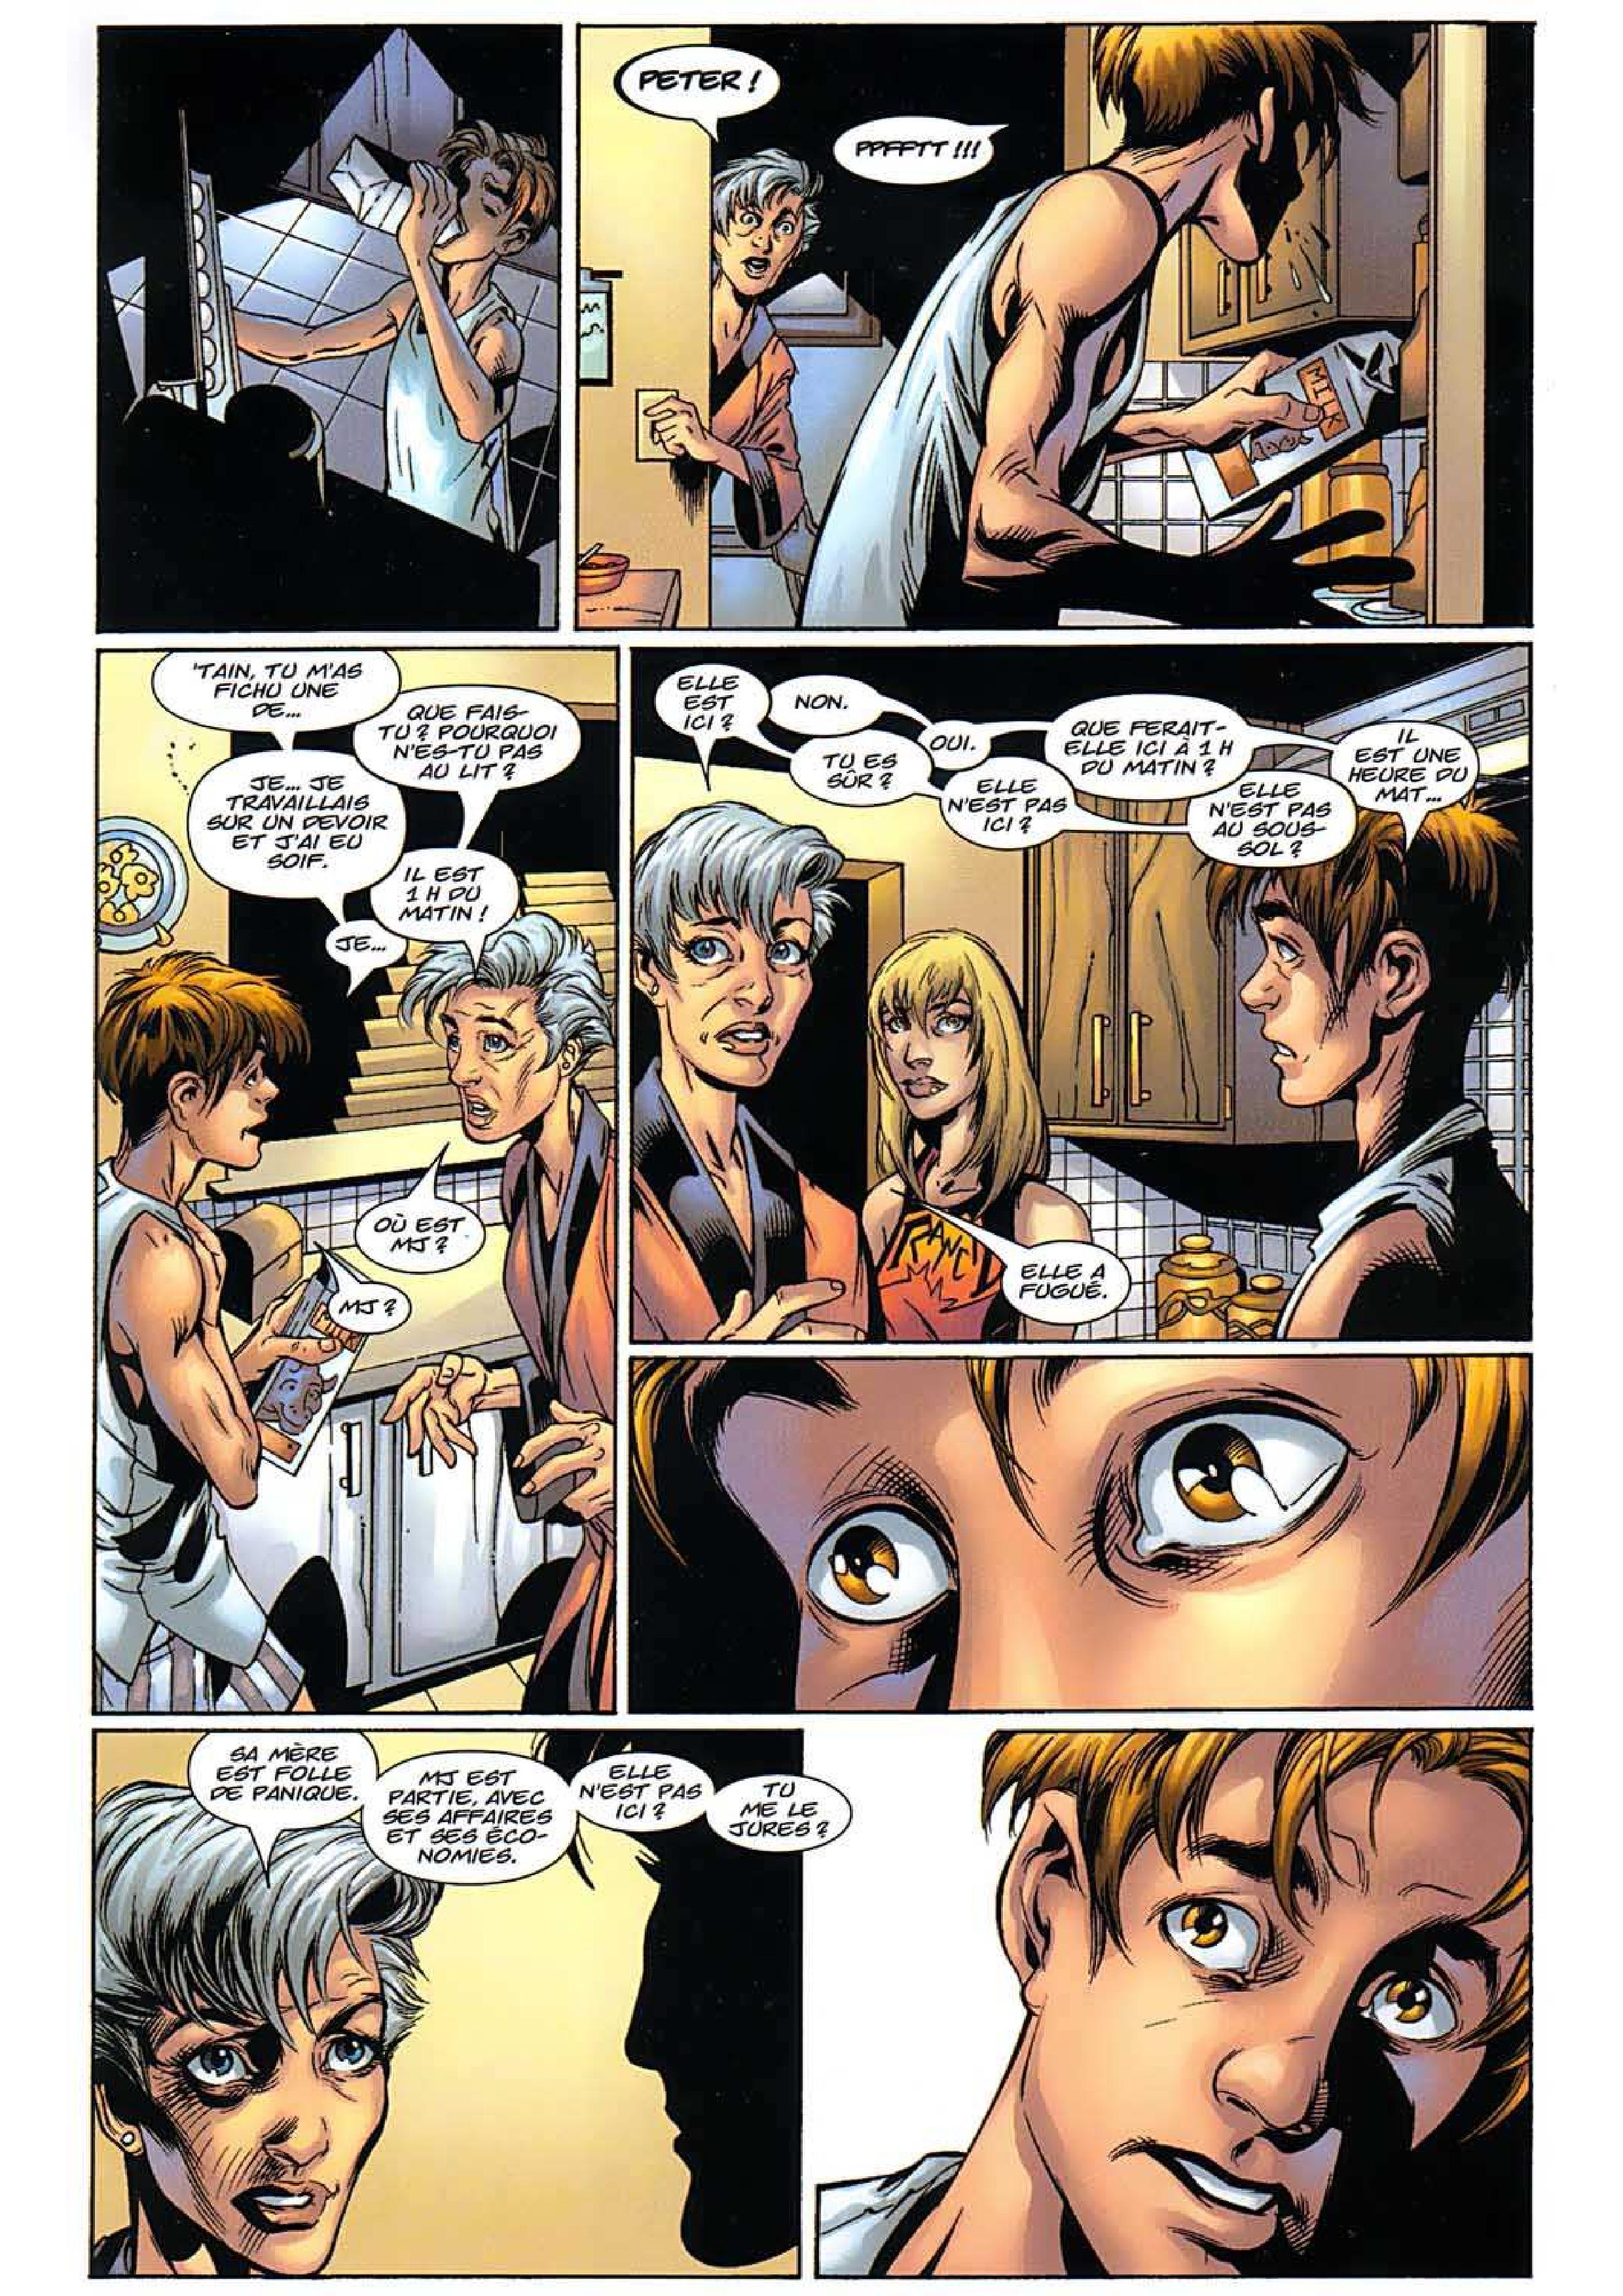 PETER !
PPPFFTT !!!
MILK
'TAIN, TU M'AS
FICHU UNE
DE...
QUE FAIS-
TU ? POURQUOI
N'ES-TU PAS
AU LIT ?
JE... JE
TRAVAILLAIS
SUR UN DEVOIR
ET J'AI EU
SOIF.
IL EST
1 H DU
MATIN !
JE...
OÙ EST
MJ ?
MJ ?
ELLE
EST
ICI ?
NON.
TU ES
SÛR ?
OUI.
ELLE
N'EST PAS
ICI ?
QUE FERAIT-
ELLE ICI À 1 H
DU MATIN ?
ELLE
N'EST PAS
AU SOUS-
SOL ?
IL
EST UNE
HEURE DU
MAT...
ELLE A
FUGUÉ.
SA MÈRE
EST FOLLE
DE PANIQUE.
MJ EST
PARTIE, AVEC
SES AFFAIRES
ET SES ÉCO-
NOMIES.
ELLE
N'EST PAS
ICI ?
TU
ME LE
JURES ?